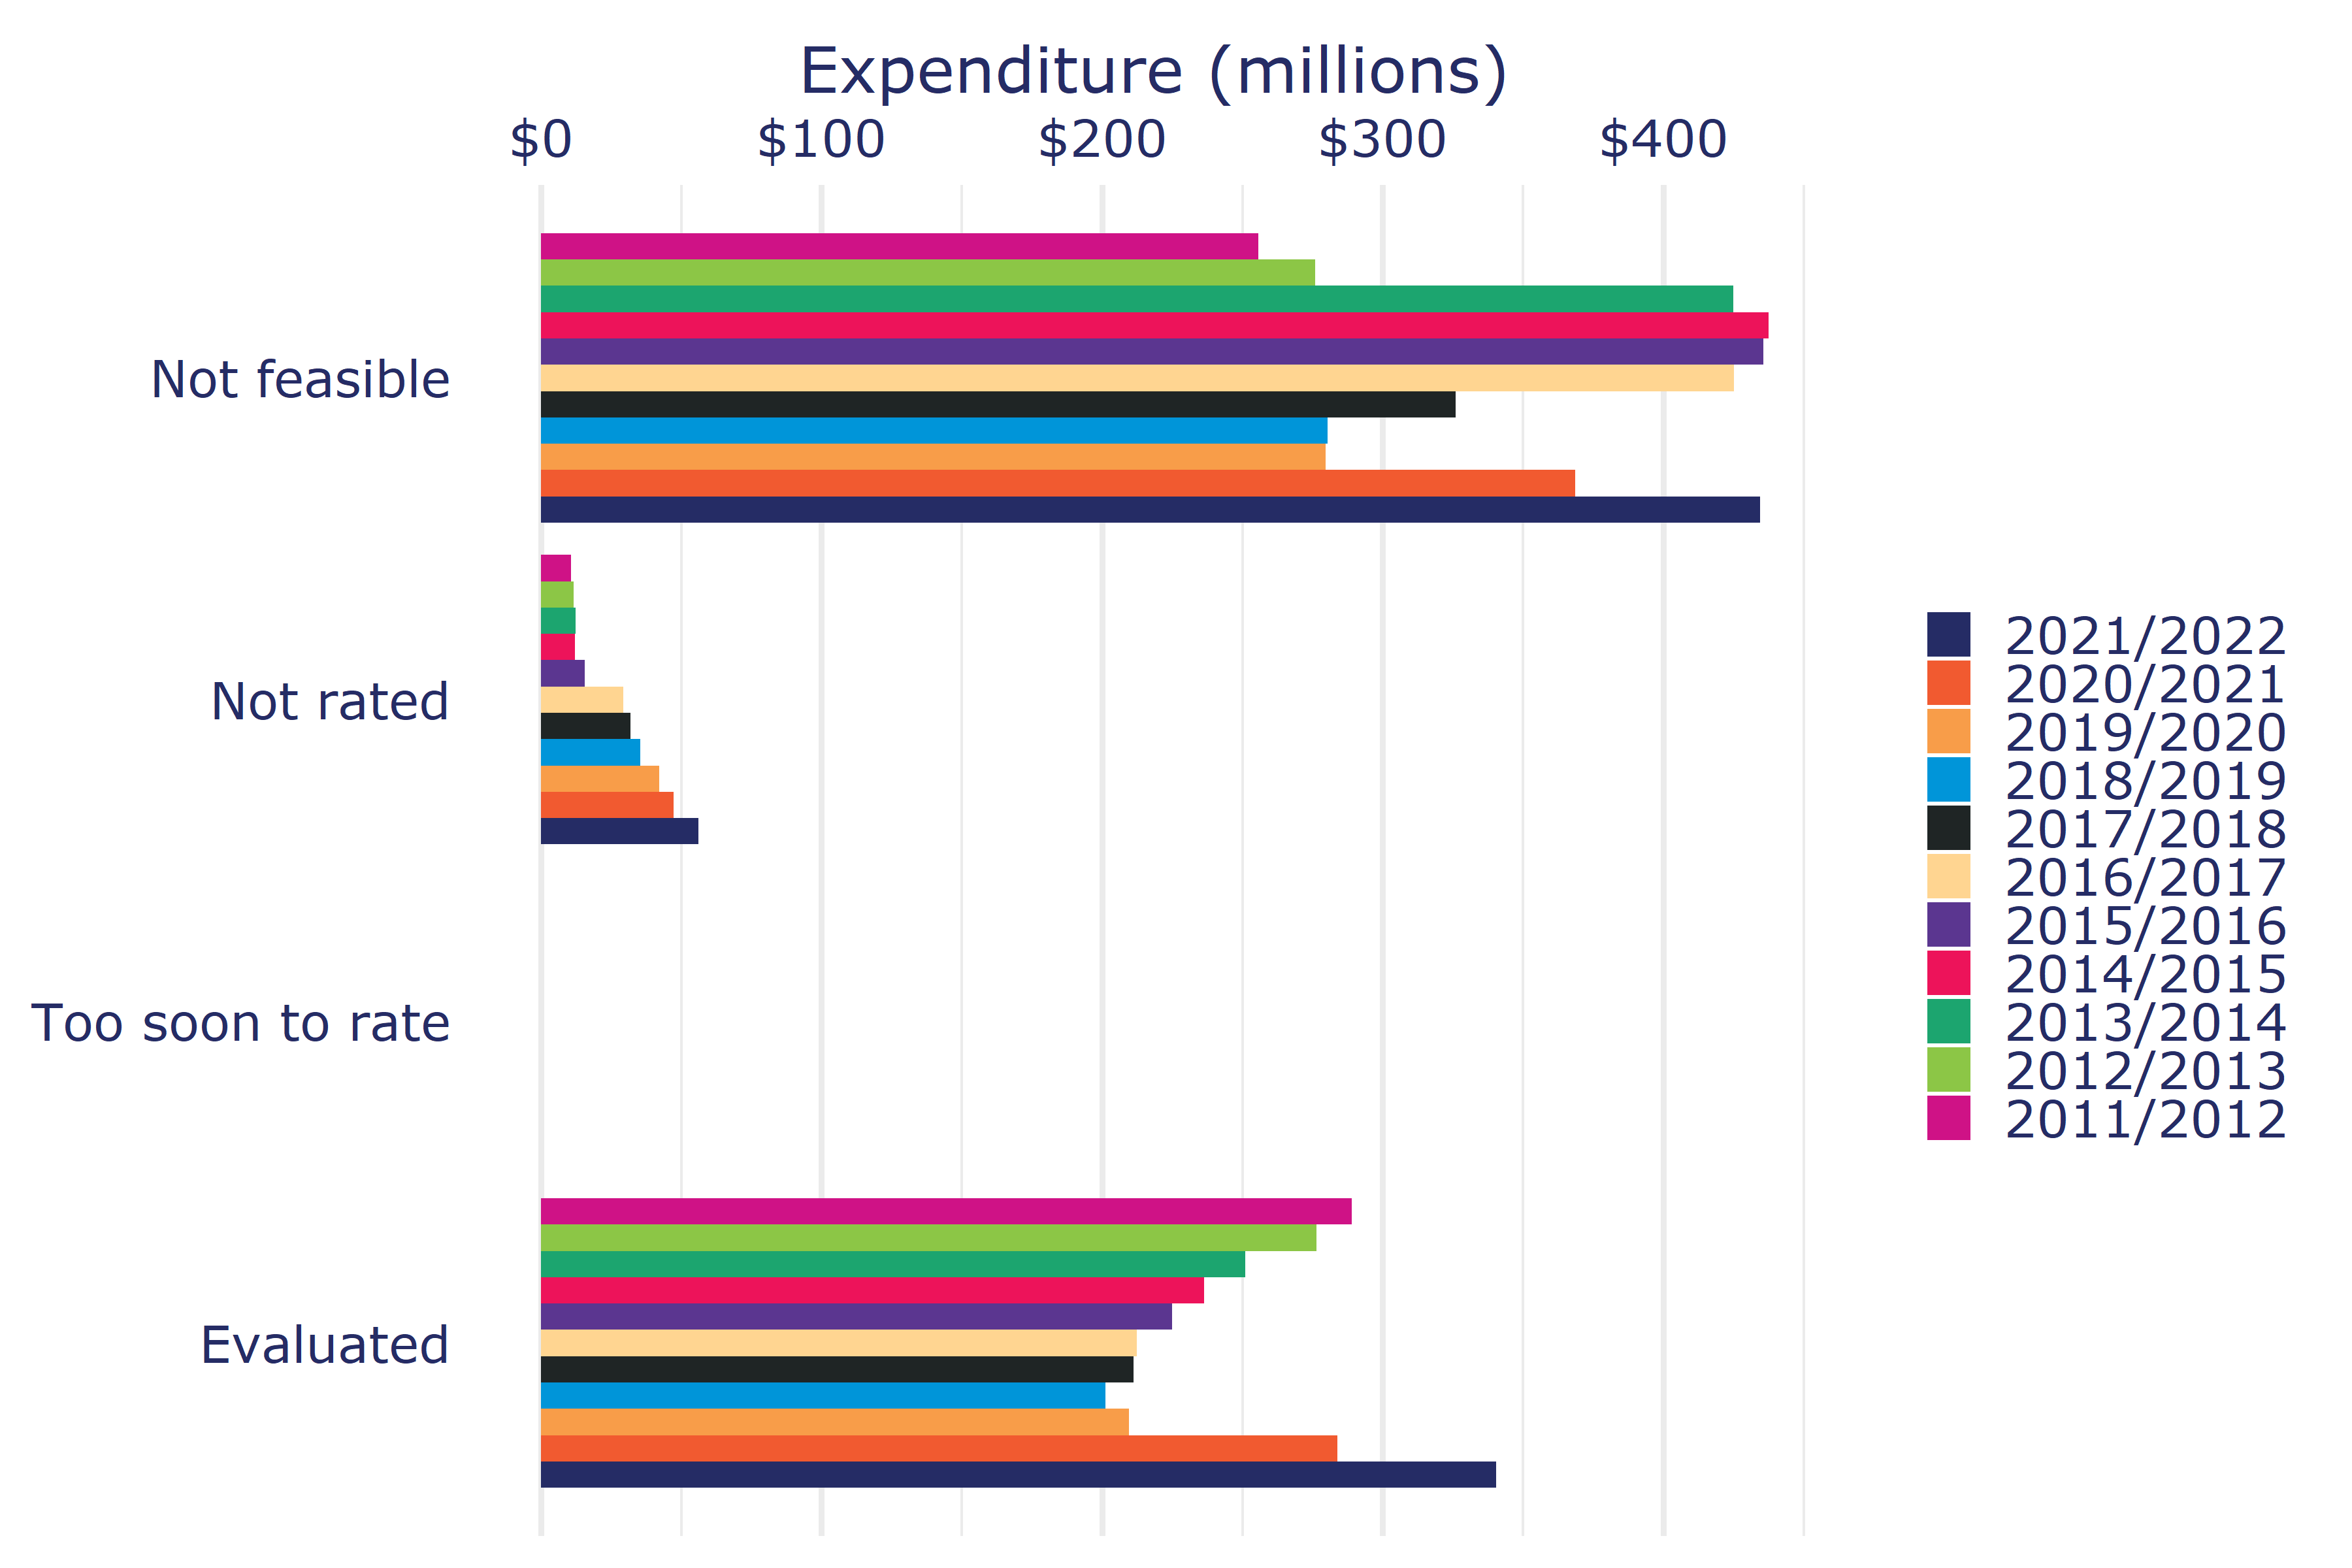 Expenditure (millions)
$0 $100 $200 $300 $400
Not feasible
Not rated
Too soon to rate
Evaluated
2021/2022
2020/2021
2019/2020
2018/2019
2017/2018
2016/2017
2015/2016
2014/2015
2013/2014
2012/2013
2011/2012